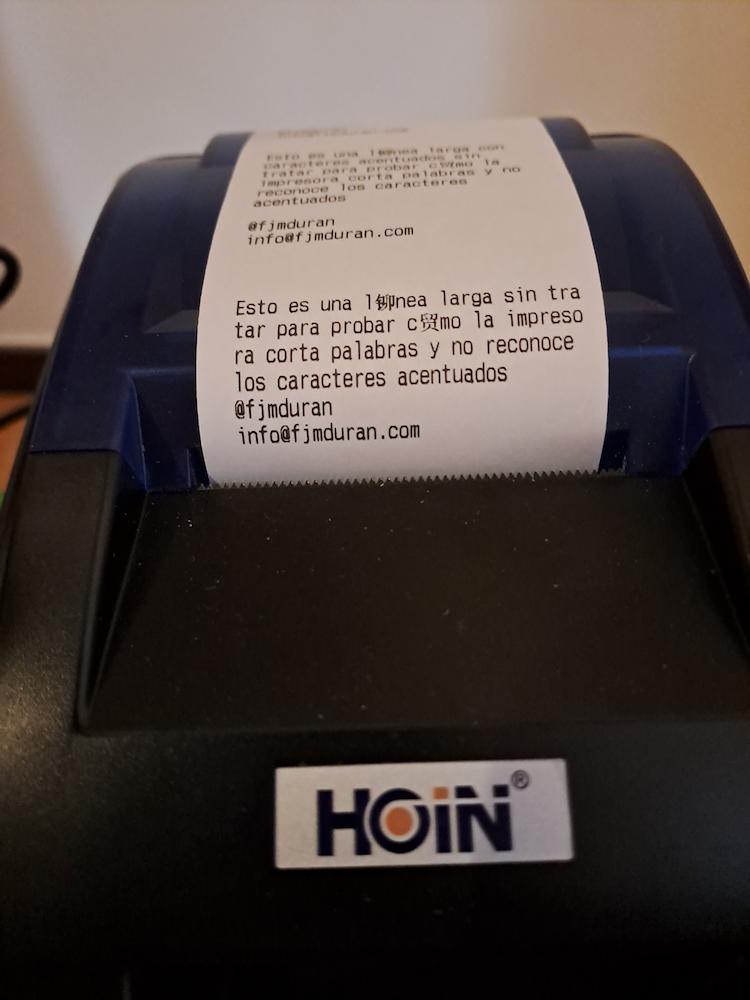 Esto es una l铆nea larga con
caracteres acentuados sin
tratar para probar c贸mo la
impresora corta palabras y no
reconoce los caracteres
acentuados
@fjmduran
info@fjmduran.com
Esto es una l铆nea larga sin tra
tar para probar c贸mo la impreso
ra corta palabras y no reconoce
los caracteres acentuados
@fjmduran
info@fjmduran.com
HOiN®